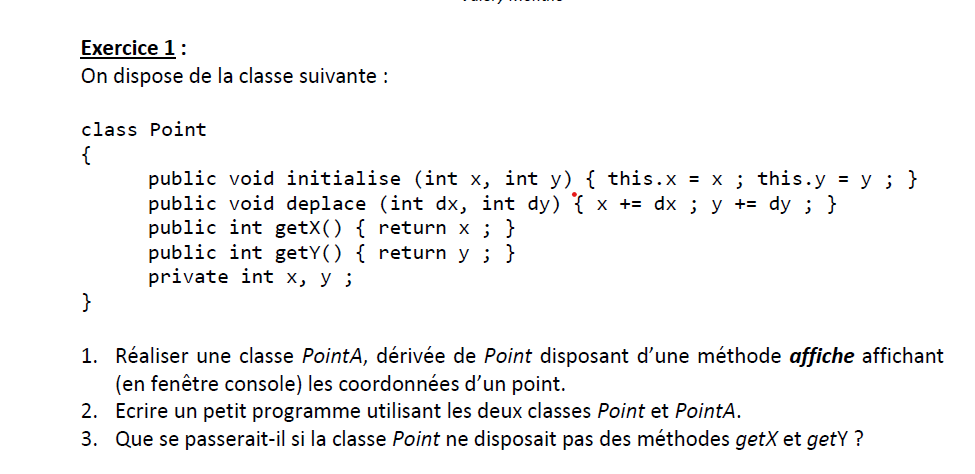 Exercice 1 :
On dispose de la classe suivante :
class Point
{
public void initialise (int x, int y) { this.x = x ; this.y = y ; }
public void deplace (int dx, int dy) { x += dx ; y += dy ; }
public int getX() { return x ; }
public int getY() { return y ; }
private int x, y ;
}
1. Réaliser une classe PointA, dérivée de Point disposant d'une méthode affiche affichant
(en fenêtre console) les coordonnées d'un point.
2. Ecrire un petit programme utilisant les deux classes Point et PointA.
3. Que se passerait-il si la classe Point ne disposait pas des méthodes getX et getY ?